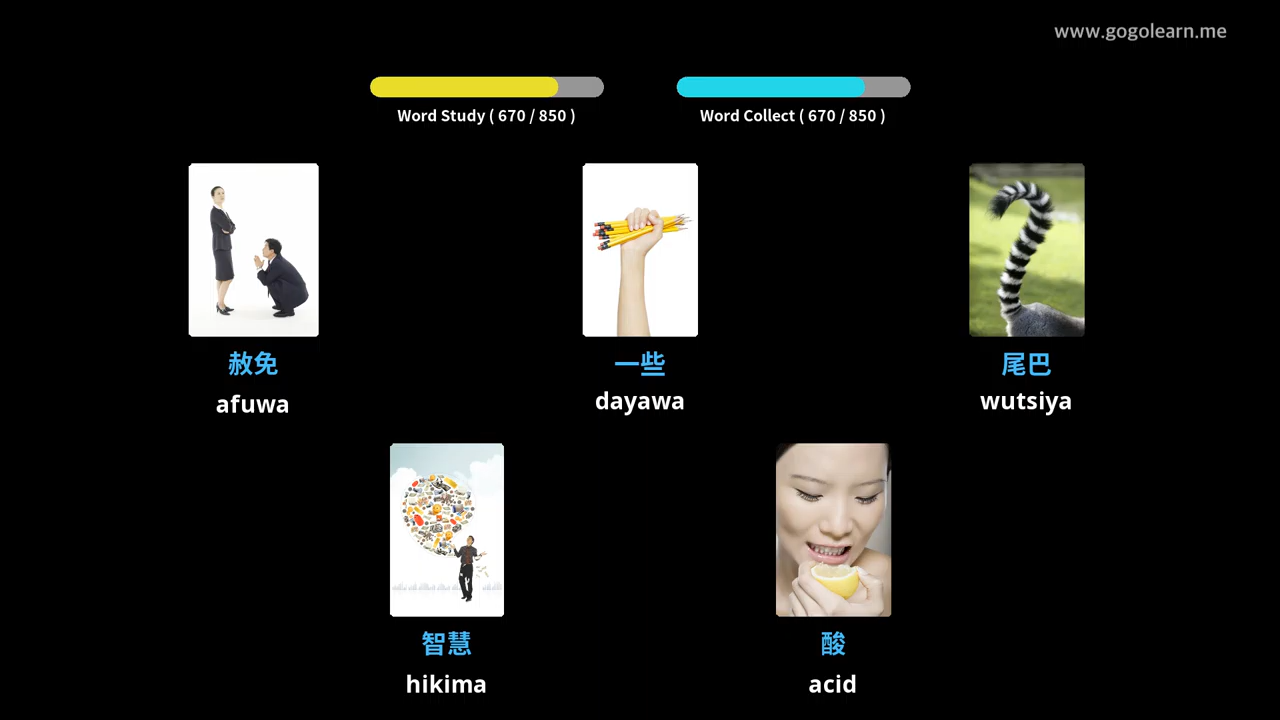 www.gogolearn.me
Word Study ( 670 / 850 )
Word Collect ( 670 / 850 )
赦免
一些
尾巴
afuwa
dayawa
wutsiya
智慧
酸
hikima
acid